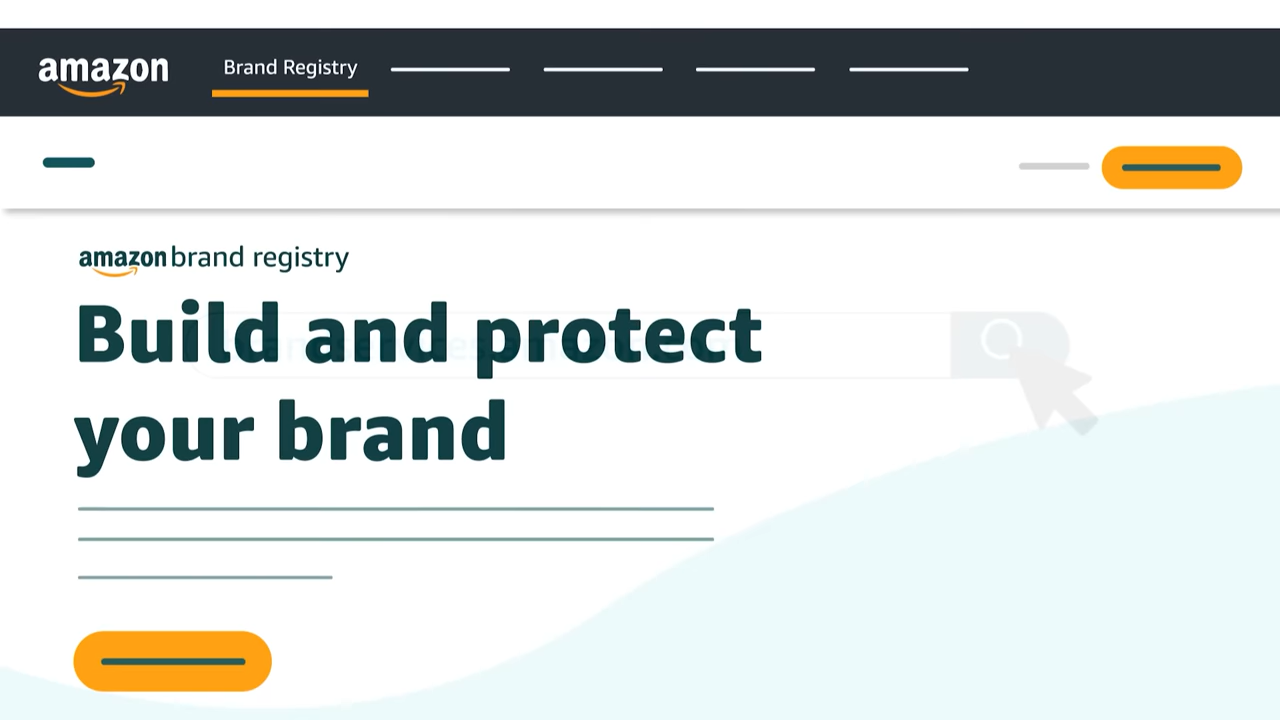 amazon Brand Registry
amazon brand registry
Build and protect
your brand